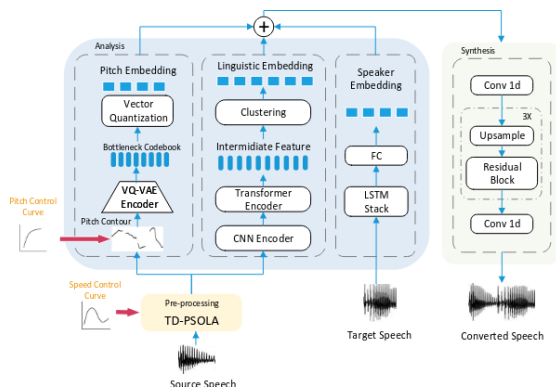 Analysis
Synthesis
Pitch Embedding
Linguistic Embedding
Speaker
Embedding
Vector
Quantization
Clustering
Conv 1d
3X
Upsample
Bottleneck Codebook
Intermidiate Feature
FC
Residual
Block
VQ-VAE
Encoder
Transformer
Encoder
LSTM
Stack
Pitch Control
Curve
Pitch Contour
CNN Encoder
Conv 1d
Speed Control
Curve
Pre-processing
TD-PSOLA
Target Speech
Converted Speech
Source Speech